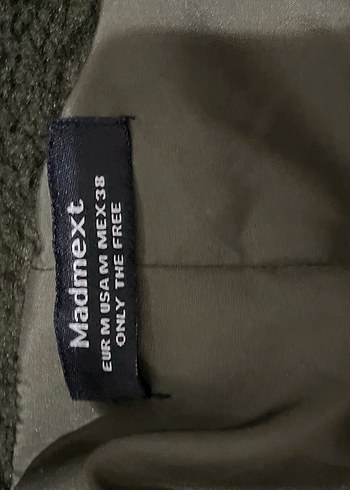 Madmext
EUR M USA M MEX 38
ONLY THE FREE